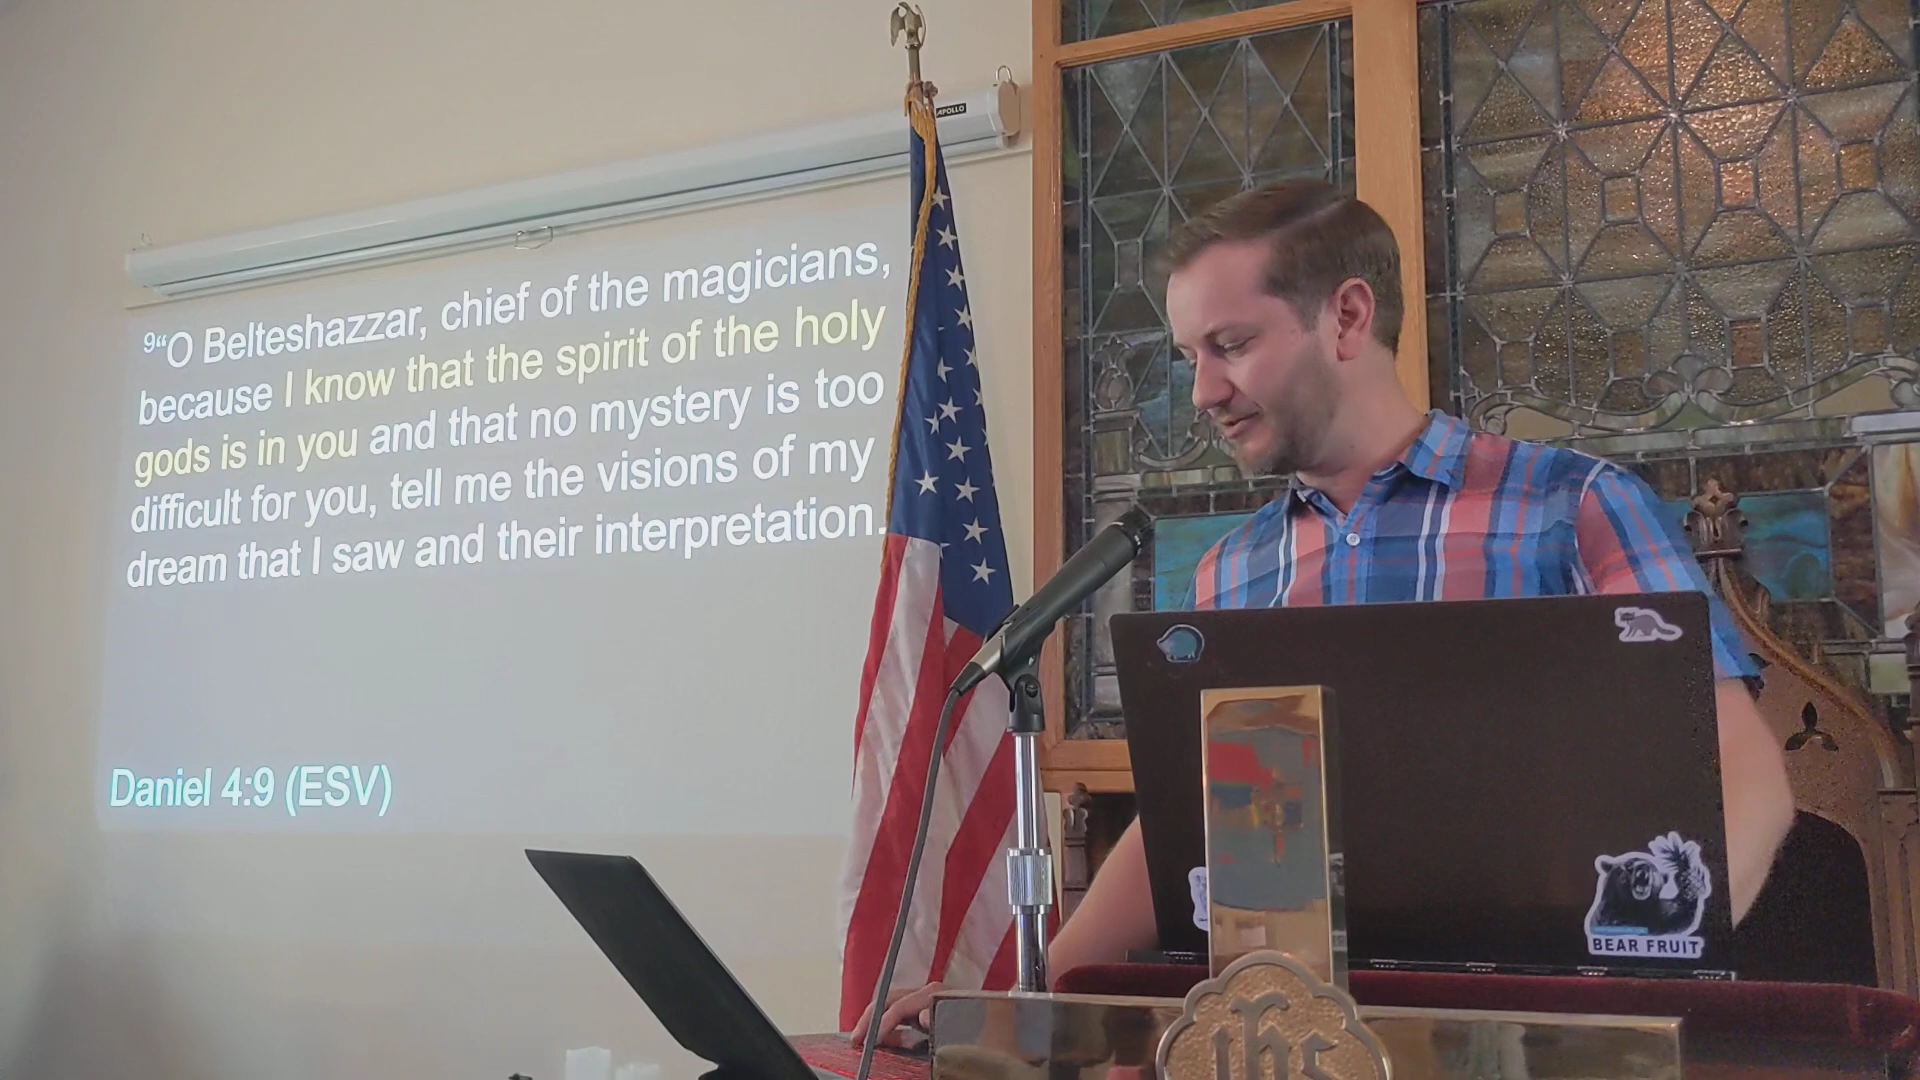 ⁹“O Belteshazzar, chief of the magicians,
because I know that the spirit of the holy
gods is in you and that no mystery is too
difficult for you, tell me the visions of my
dream that I saw and their interpretation.
Daniel 4:9 (ESV)
APOLLO
BEAR FRUIT
ihs